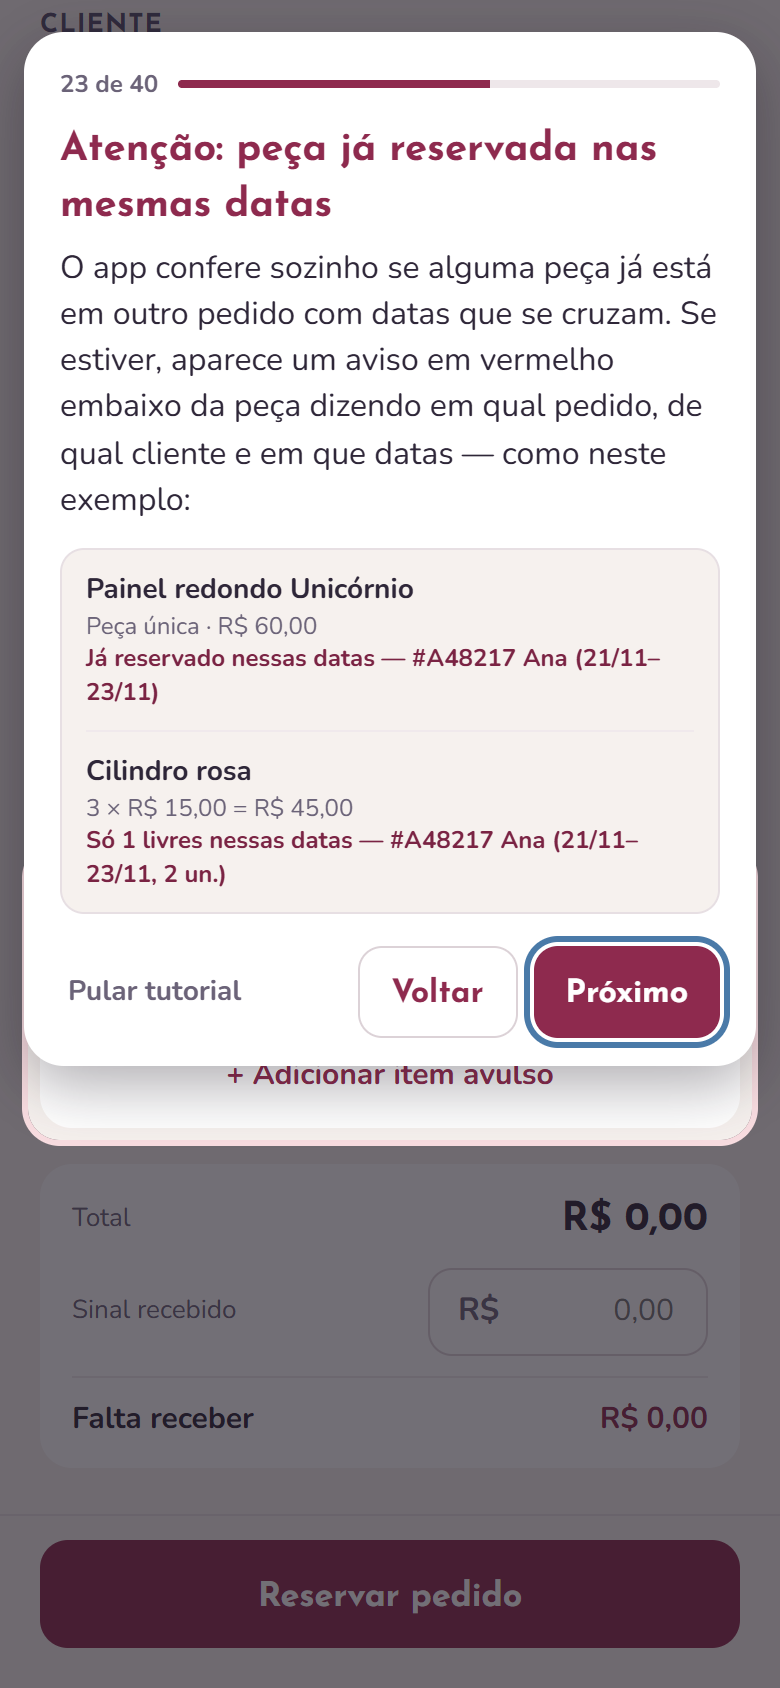 CLIENTE
23 de 40
Atenção: peça já reservada nas
mesmas datas
O app confere sozinho se alguma peça já está
em outro pedido com datas que se cruzam. Se
estiver, aparece um aviso em vermelho
embaixo da peça dizendo em qual pedido, de
qual cliente e em que datas — como neste
exemplo:
Painel redondo Unicórnio
Peça única · R$ 60,00
Já reservado nessas datas — #A48217 Ana (21/11–
23/11)
Cilindro rosa
3 × R$ 15,00 = R$ 45,00
Só 1 livres nessas datas — #A48217 Ana (21/11–
23/11, 2 un.)
Pular tutorial
Voltar
Próximo
+ Adicionar item avulso
Total
R$ 0,00
Sinal recebido
R$ 0,00
Falta receber
R$ 0,00
Reservar pedido